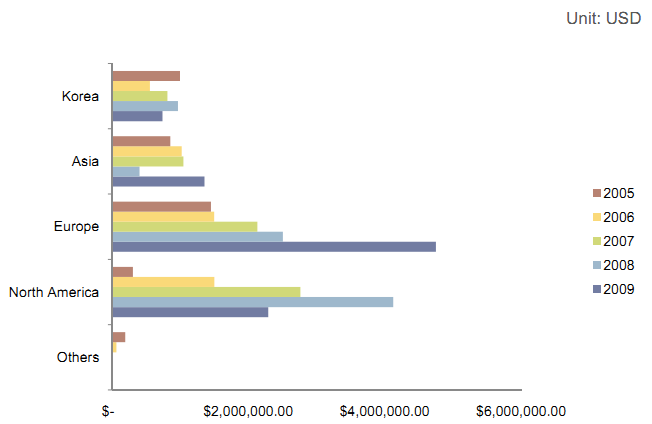 Unit: USD
Korea
Asia
Europe
North America
Others
$-
$2,000,000.00
$4,000,000.00
$6,000,000.00
2005
2006
2007
2008
2009